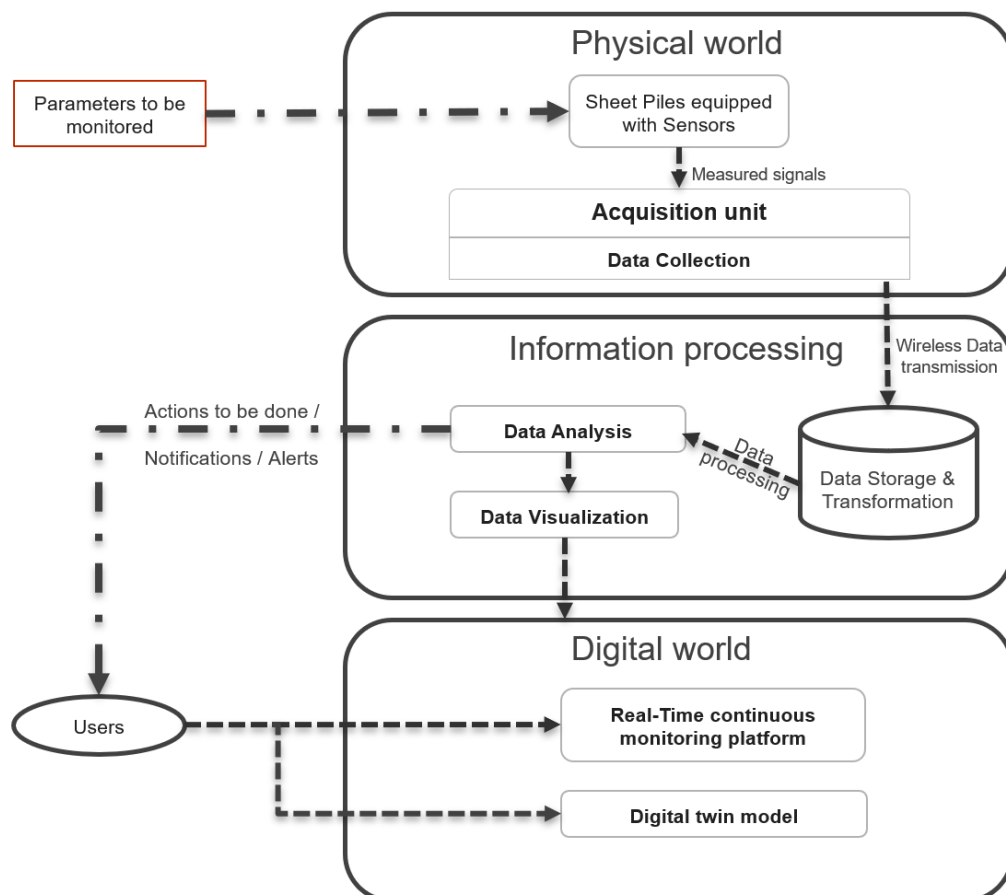 Physical world
Parameters to be
monitored
Sheet Piles equipped
with Sensors
Measured signals
Acquisition unit
Data Collection
Information processing
Wireless Data
transmission
Actions to be done /
Notifications / Alerts
Data Analysis
Data
processing
Data Storage &
Transformation
Data Visualization
Digital world
Users
Real-Time continuous
monitoring platform
Digital twin model